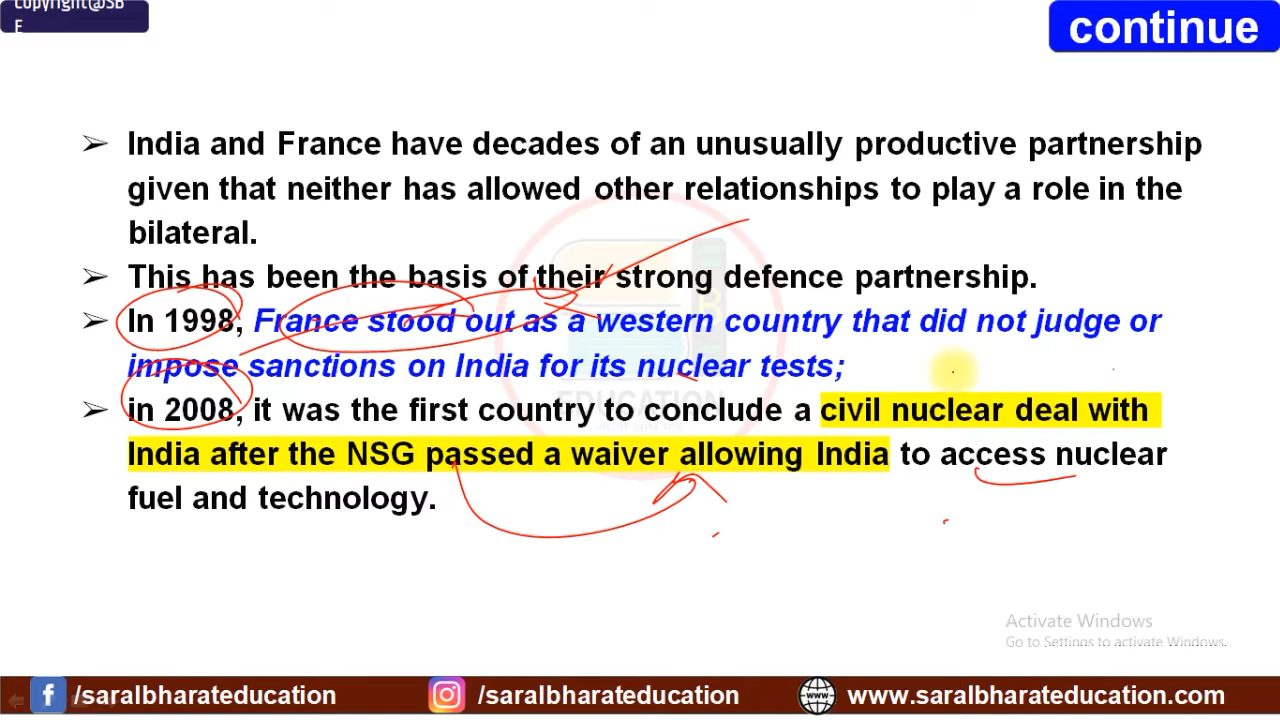 Copyright@SB
E
continue
➢ India and France have decades of an unusually productive partnership
given that neither has allowed other relationships to play a role in the
bilateral.
➢ This has been the basis of their strong defence partnership.
➢ In 1998, France stood out as a western country that did not judge or
impose sanctions on India for its nuclear tests;
➢ in 2008, it was the first country to conclude a civil nuclear deal with
India after the NSG passed a waiver allowing India to access nuclear
fuel and technology.
EDUCATION
Activate Windows
Go to Settings to activate Windows.
/saralbharateducation
/saralbharateducation
www.saralbharateducation.com